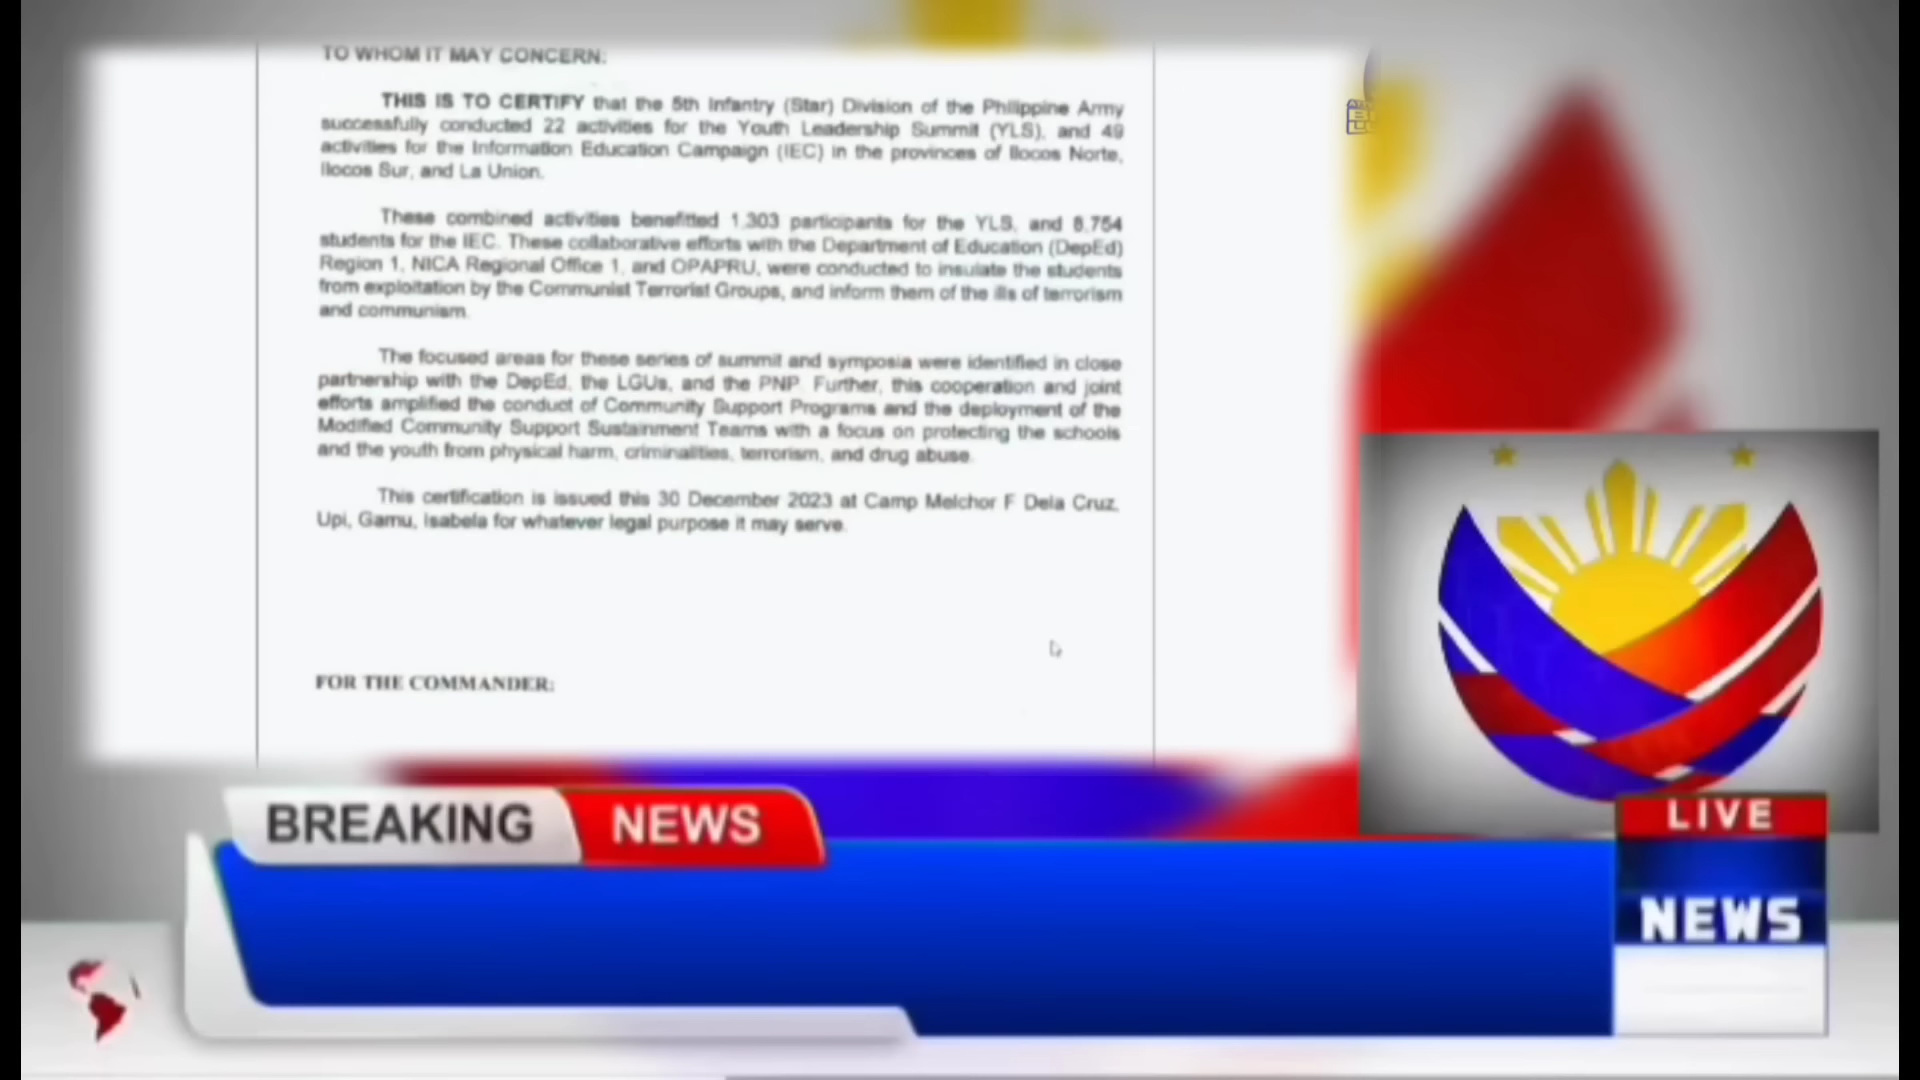 TO WHOM IT MAY CONCERN:
THIS IS TO CERTIFY that the 5th Infantry (Star) Division of the Philippine Army
successfully conducted 22 activities for the Youth Leadership Summit (YLS), and 49
activities for the Information Education Campaign (IEC) in the provinces of Ilocos Norte,
Ilocos Sur, and La Union.
These combined activities benefitted 1,303 participants for the YLS, and 8,754
students for the IEC. These collaborative efforts with the Department of Education (DepEd)
Region 1, NICA Regional Office 1, and OPAPRU, were conducted to insulate the students
from exploitation by the Communist Terrorist Groups, and inform them of the ills of terrorism
and communism.
The focused areas for these series of summit and symposia were identified in close
partnership with the DepEd, the LGUs, and the PNP. Further, this cooperation and joint
efforts amplified the conduct of Community Support Programs and the deployment of the
Modified Community Support Sustainment Teams with a focus on protecting the schools
and the youth from physical harm, criminalities, terrorism, and drug abuse.
This certification is issued this 30 December 2023 at Camp Melchor F Dela Cruz,
Upi, Gamu, Isabela for whatever legal purpose it may serve.
FOR THE COMMANDER:
BREAKING NEWS
LIVE
NEWS